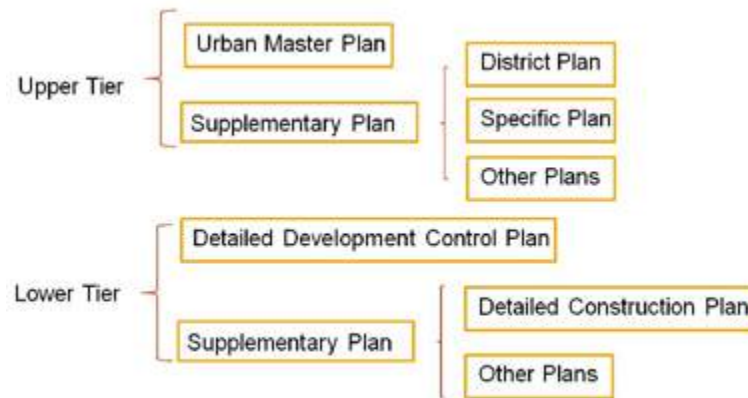 Upper Tier
Urban Master Plan
Supplementary Plan
District Plan
Specific Plan
Other Plans
Lower Tier
Detailed Development Control Plan
Supplementary Plan
Detailed Construction Plan
Other Plans